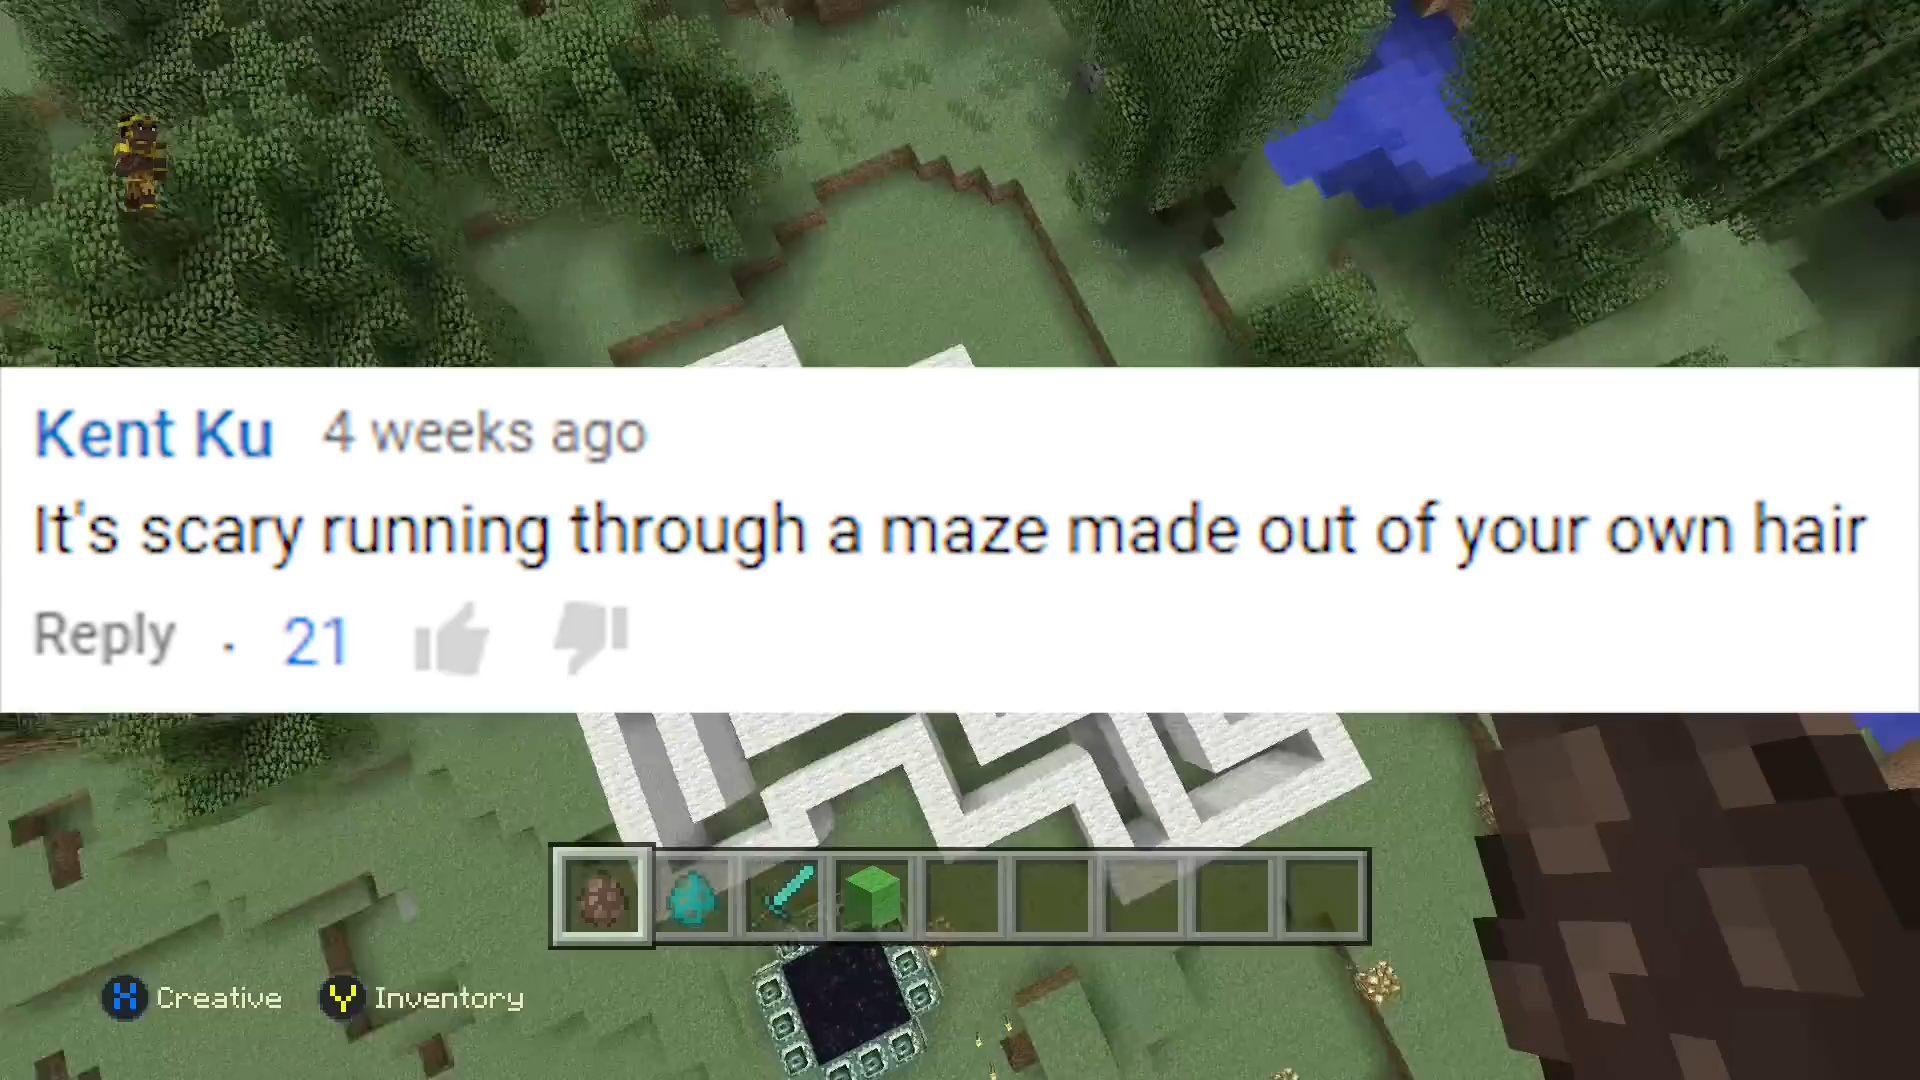 Kent Ku 4 weeks ago
It's scary running through a maze made out of your own hair
Reply · 21
X Creative Y Inventory